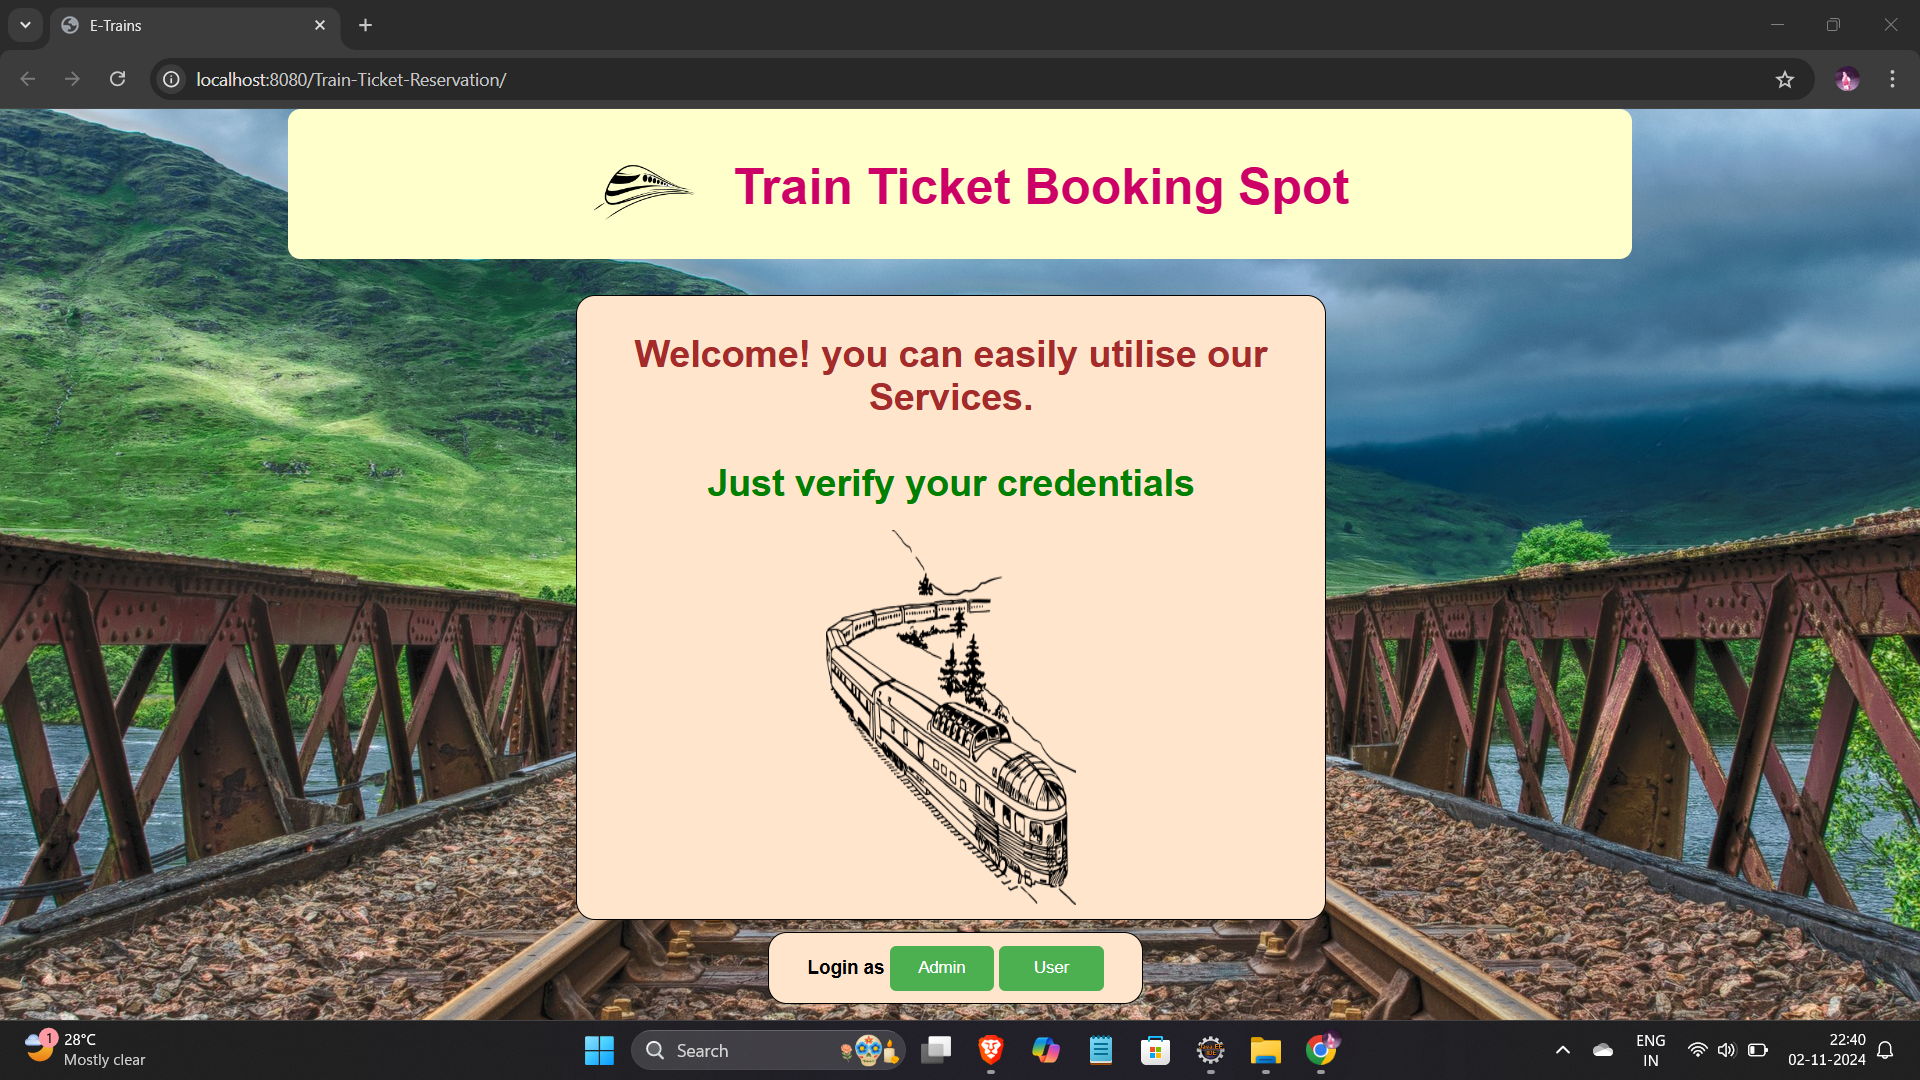 E-Trains
localhost:8080/Train-Ticket-Reservation/
Train Ticket Booking Spot
Welcome! you can easily utilise our
Services.
Just verify your credentials
Login as Admin User
1
28°C
Mostly clear
Search
ENG
IN
22:40
02-11-2024